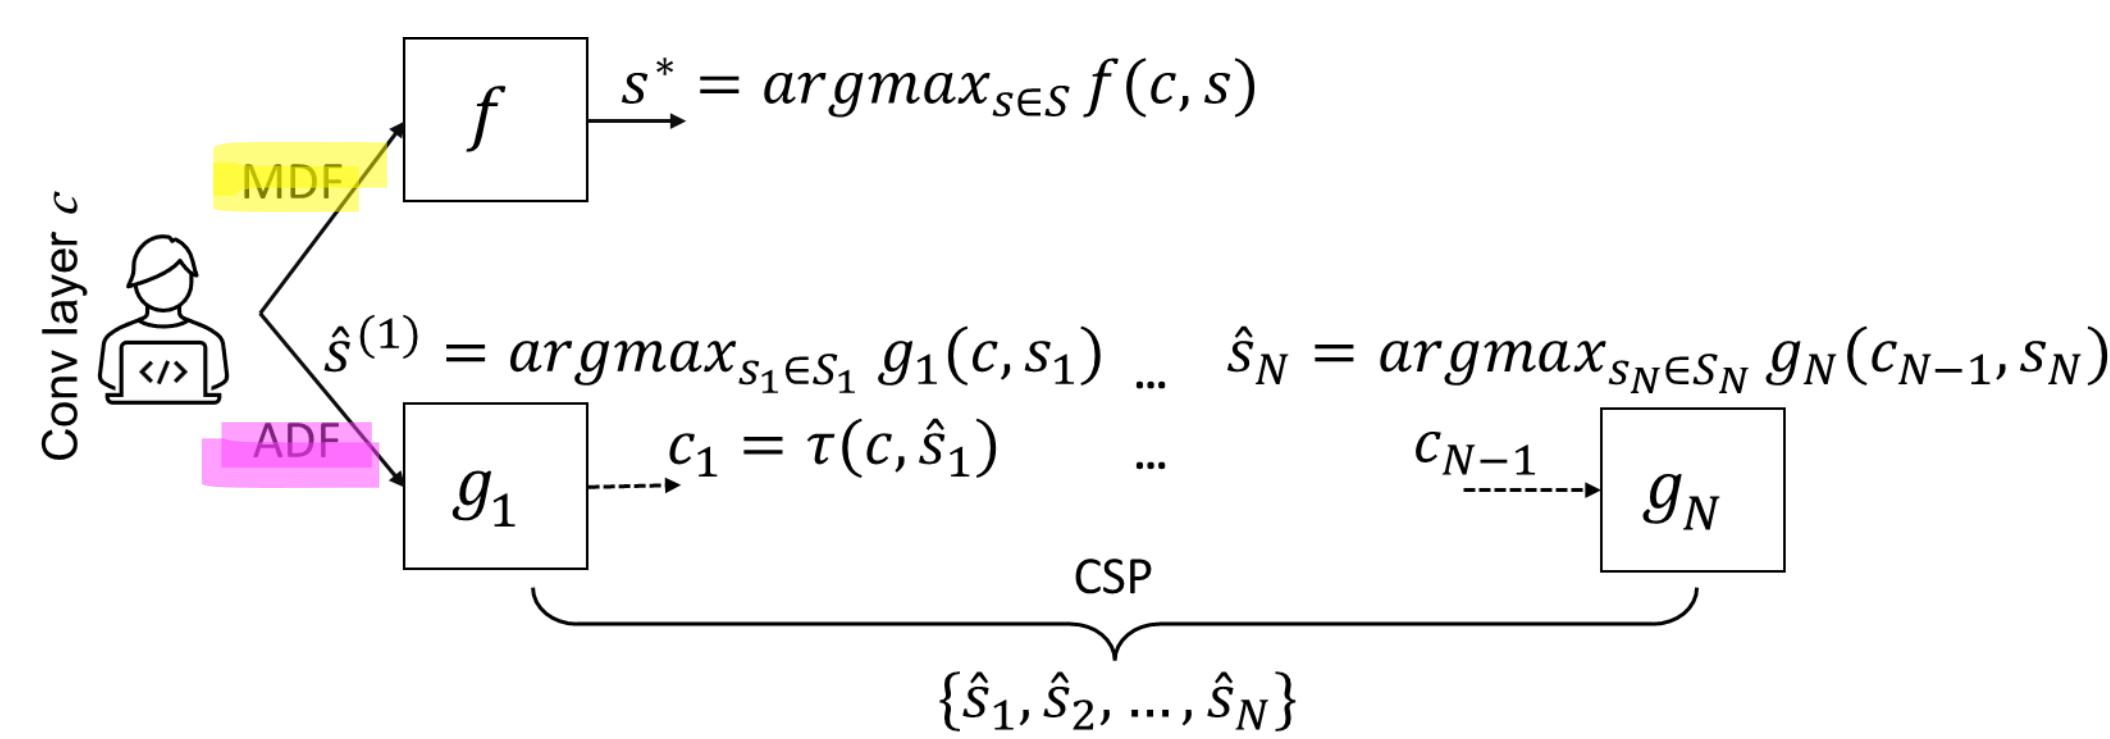 Conv layer c
MDF
f
s* = argmax_{s∈S} f(c, s)
</>
ŝ^{(1)} = argmax_{s_1∈S_1} g_1(c, s_1) ... ŝ_N = argmax_{s_N∈S_N} g_N(c_{N−1}, s_N)
ADF
g_1
c_1 = τ(c, ŝ_1) ... c_{N−1}
g_N
CSP
{ŝ_1, ŝ_2, ..., ŝ_N}